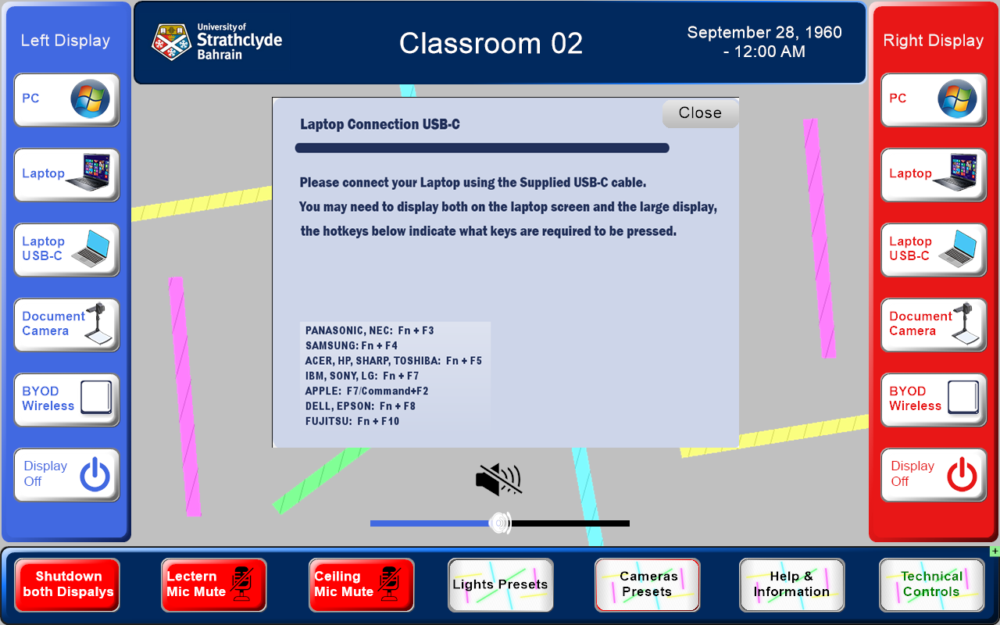 Left Display
PC
Laptop
Laptop
USB-C
Document
Camera
BYOD
Wireless
Display
Off
University of
Strathclyde
Bahrain
Classroom 02
September 28, 1960
- 12:00 AM
Close
Laptop Connection USB-C
Please connect your Laptop using the Supplied USB-C cable.
You may need to display both on the laptop screen and the large display,
the hotkeys below indicate what keys are required to be pressed.
PANASONIC, NEC: Fn + F3
SAMSUNG: Fn + F4
ACER, HP, SHARP, TOSHIBA: Fn + F5
IBM, SONY, LG: Fn + F7
APPLE: F7/Command+F2
DELL, EPSON: Fn + F8
FUJITSU: Fn + F10
Right Display
PC
Laptop
Laptop
USB-C
Document
Camera
BYOD
Wireless
Display
Off
+
Shutdown
both Dispalys
Lectern
Mic Mute
Ceiling
Mic Mute
Lights Presets
Cameras
Presets
Help &
Information
Technical
Controls